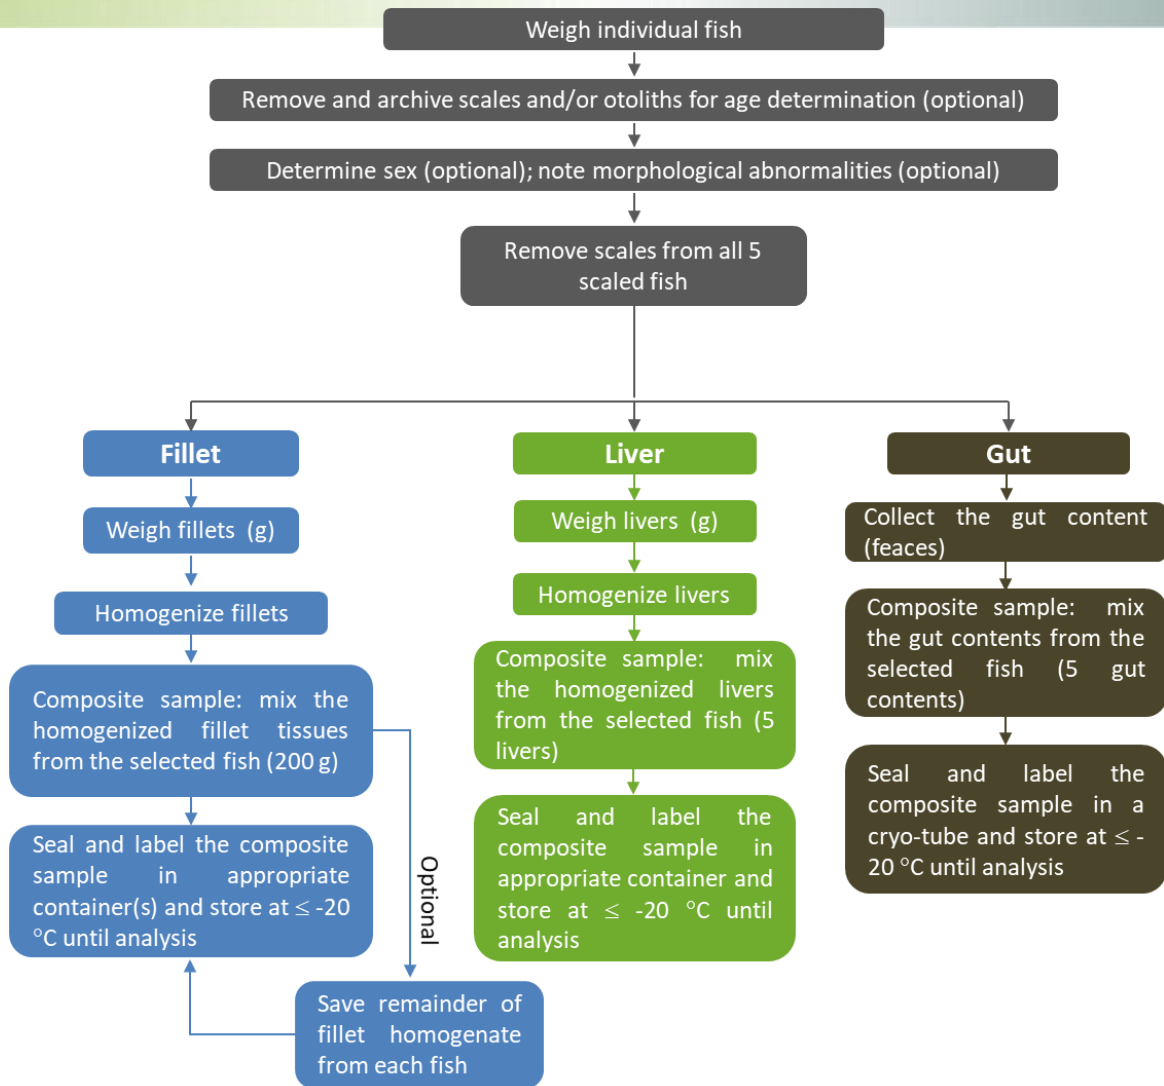 Weigh individual fish
Remove and archive scales and/or otoliths for age determination (optional)
Determine sex (optional); note morphological abnormalities (optional)
Remove scales from all 5
scaled fish
Fillet
Weigh fillets (g)
Homogenize fillets
Composite sample: mix the
homogenized fillet tissues
from the selected fish (200 g)
Seal and label the composite
sample in appropriate
container(s) and store at ≤ -20
°C until analysis
Optional
Save remainder of
fillet homogenate
from each fish
Liver
Weigh livers (g)
Homogenize livers
Composite sample: mix
the homogenized livers
from the selected fish (5
livers)
Seal and label the
composite sample in
appropriate container and
store at ≤ -20 °C until
analysis
Gut
Collect the gut content
(feaces)
Composite sample: mix
the gut contents from the
selected fish (5 gut
contents)
Seal and label the
composite sample in a
cryo-tube and store at ≤ -
20 °C until analysis